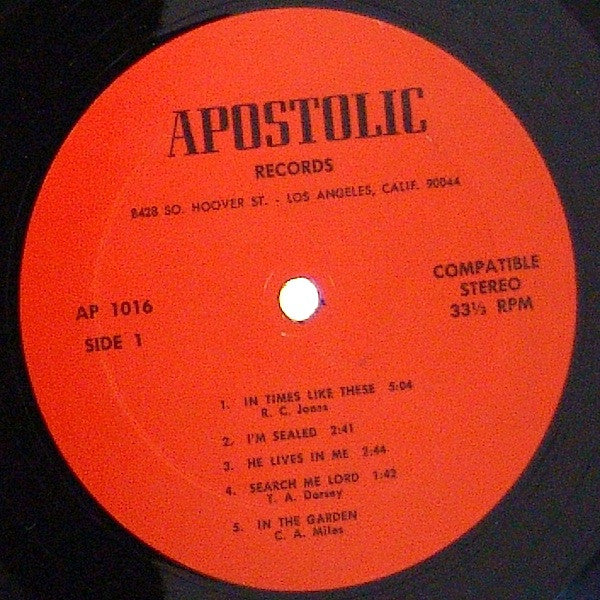 APOSTOLIC
RECORDS
8428 SO. HOOVER ST. - LOS ANGELES, CALIF. 90044
COMPATIBLE
STEREO
33⅓ RPM
AP 1016
SIDE 1
1. IN TIMES LIKE THESE 5:04
R. C. Jones
2. I'M SEALED 2:41
3. HE LIVES IN ME 2:44
4. SEARCH ME LORD 1:42
T. A. Dorsey
5. IN THE GARDEN
C. A. Miles